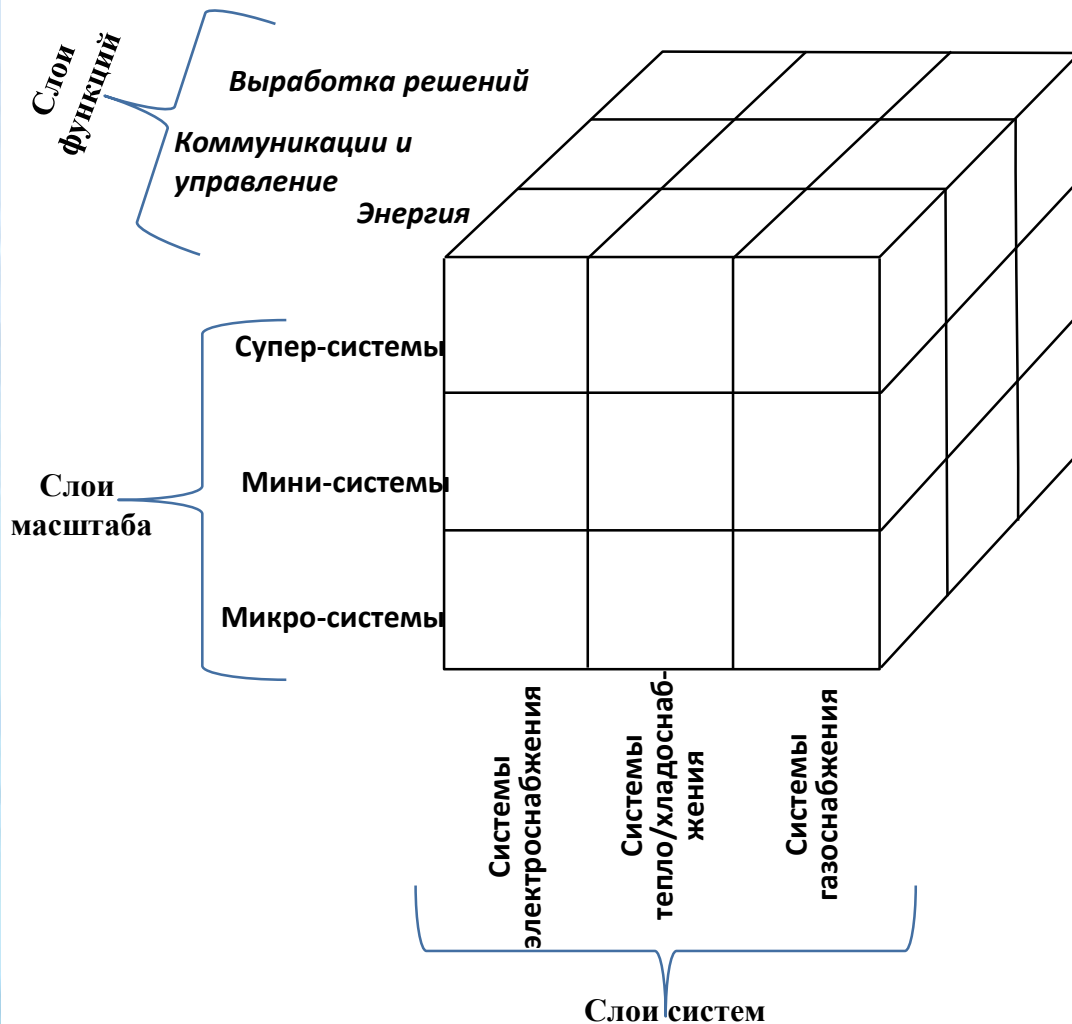 Слои
функций
Выработка решений
Коммуникации и
управление
Энергия
Супер-системы
Слои
масштаба
Мини-системы
Микро-системы
Системы
электроснабжения
Системы
тепло/хладоснаб-
жения
Системы
газоснабжения
Слои систем